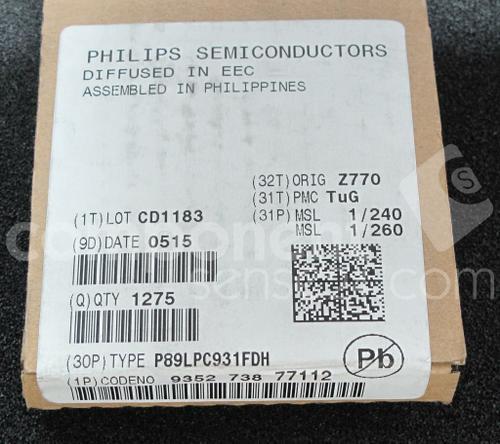 PHILIPS SEMICONDUCTORS
DIFFUSED IN EEC
ASSEMBLED IN PHILIPPINES
(32T) ORIG Z770
(31T) PMC TuG
(1T) LOT CD1183 (31P) MSL 1/240
(9D) DATE 0515 MSL 1/260
component
sense
(Q) QTY 1275
(30P) TYPE P89LPC931FDH
Pb
(1P) CODENO 9352 738 77112